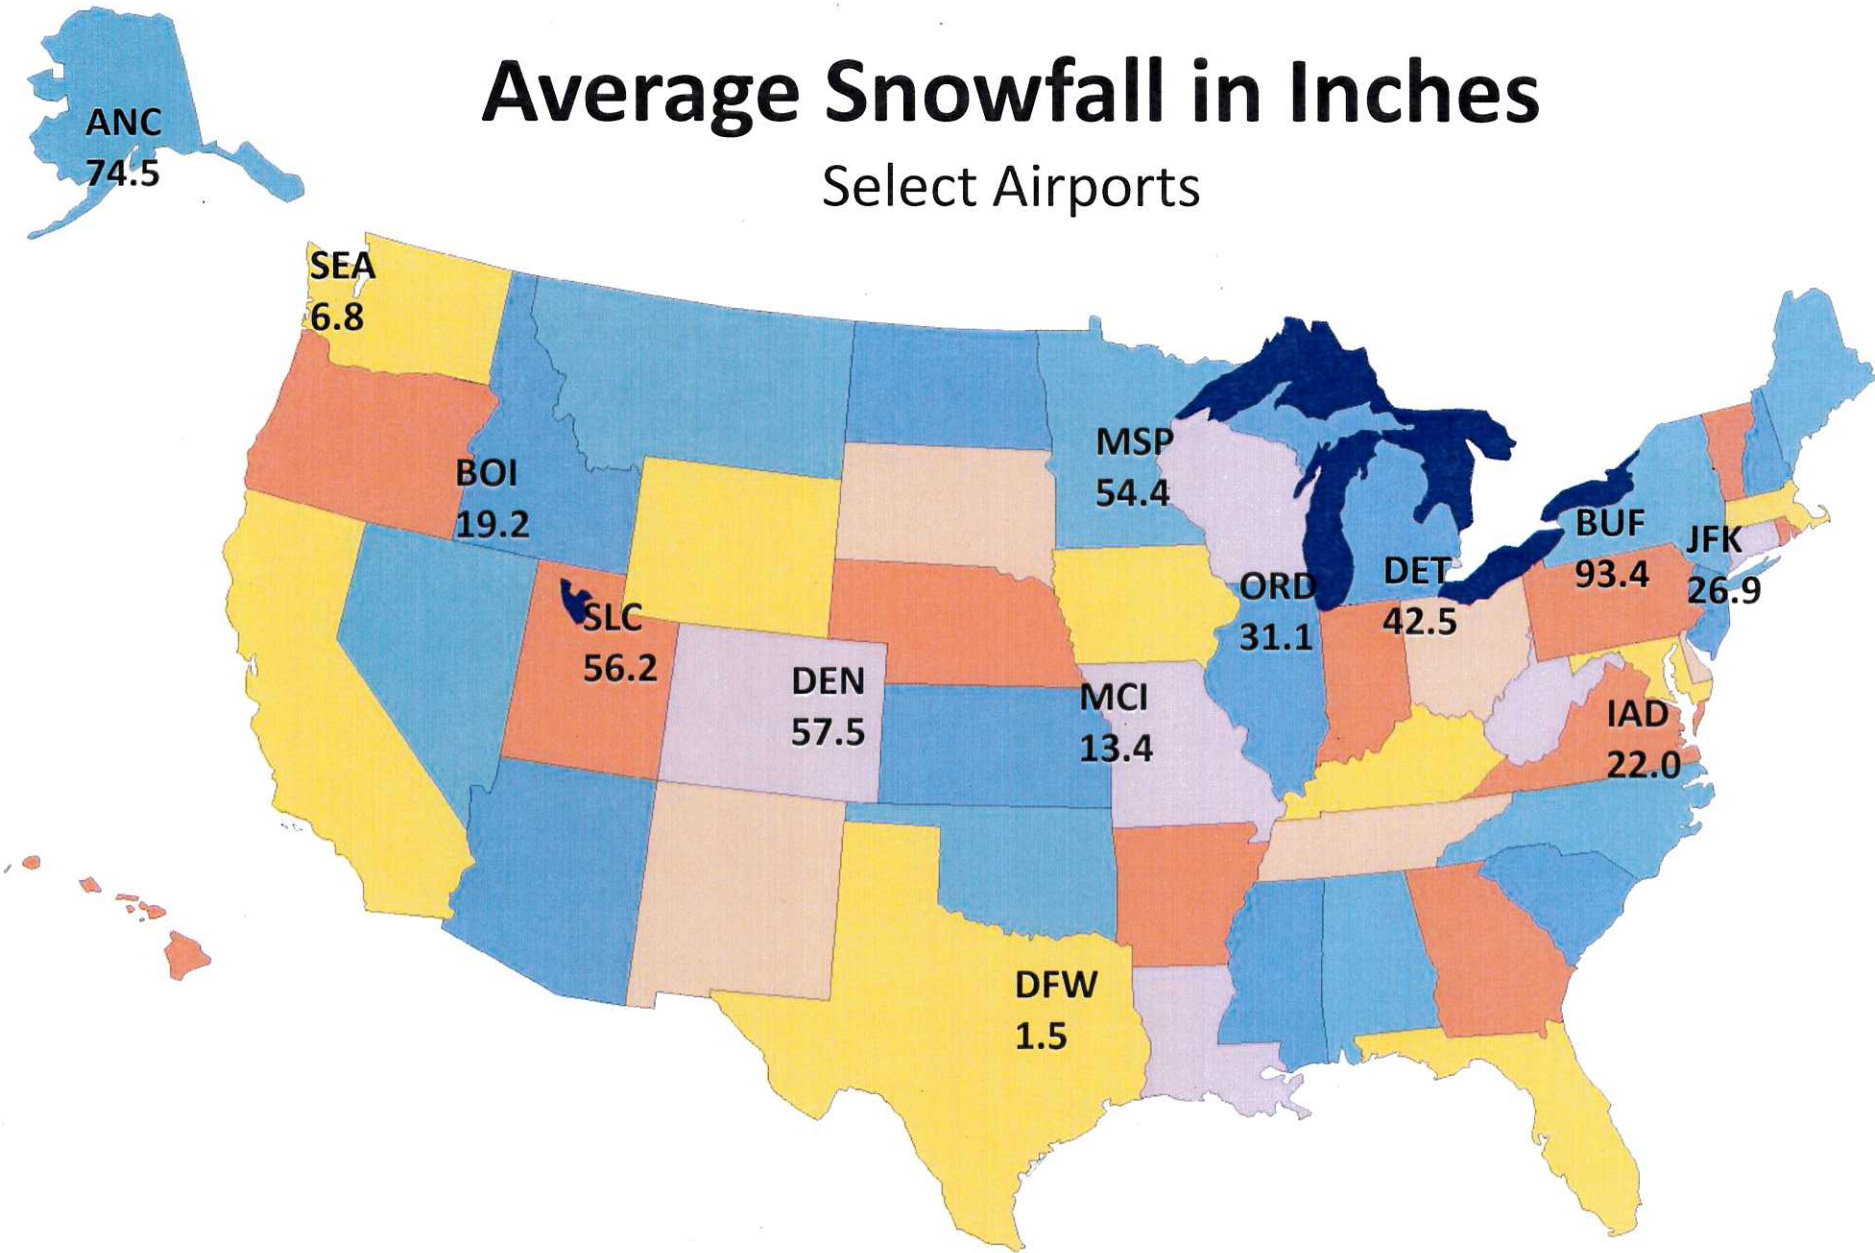 Average Snowfall in Inches
Select Airports
ANC
74.5
SEA
6.8
BOI
19.2
MSP
54.4
BUF
93.4
JFK
26.9
DET
42.5
ORD
31.1
SLC
56.2
DEN
57.5
MCI
13.4
IAD
22.0
DFW
1.5